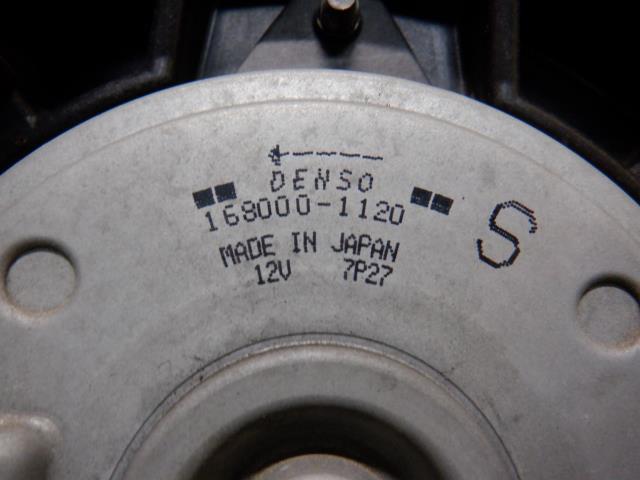 DENSO
168000-1120
S
MADE IN JAPAN
12V 7P27